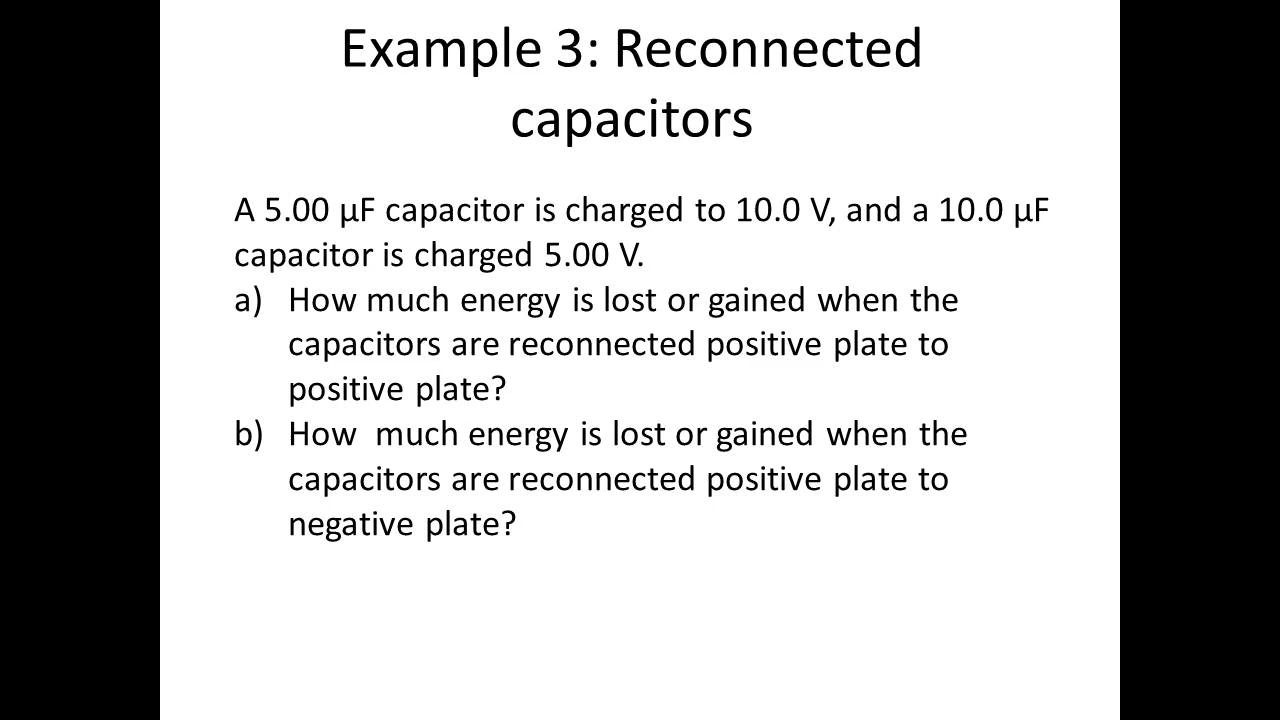 Example 3: Reconnected
capacitors
A 5.00 μF capacitor is charged to 10.0 V, and a 10.0 μF
capacitor is charged 5.00 V.
a) How much energy is lost or gained when the
capacitors are reconnected positive plate to
positive plate?
b) How  much energy is lost or gained when the
capacitors are reconnected positive plate to
negative plate?